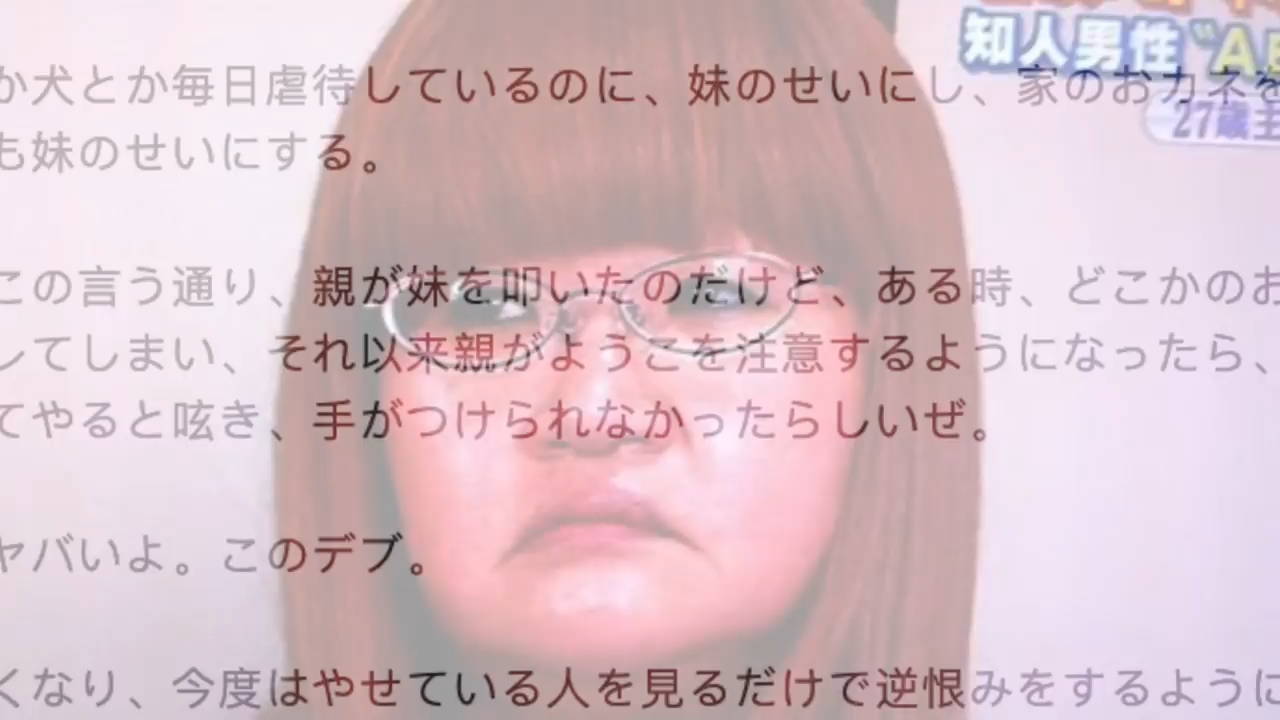 知人男性“A
27歳主
か犬とか毎日虐待しているのに、妹のせいにし、家のおカネを
も妹のせいにする。
この言う通り、親が妹を叩いたのだけど、ある時、どこかのお
してしまい、それ以来親がようこを注意するようになったら、
てやると呟き、手がつけられなかったらしいぜ。
ヤバいよ。このデブ。
くなり、今度はやせている人を見るだけで逆恨みをするように